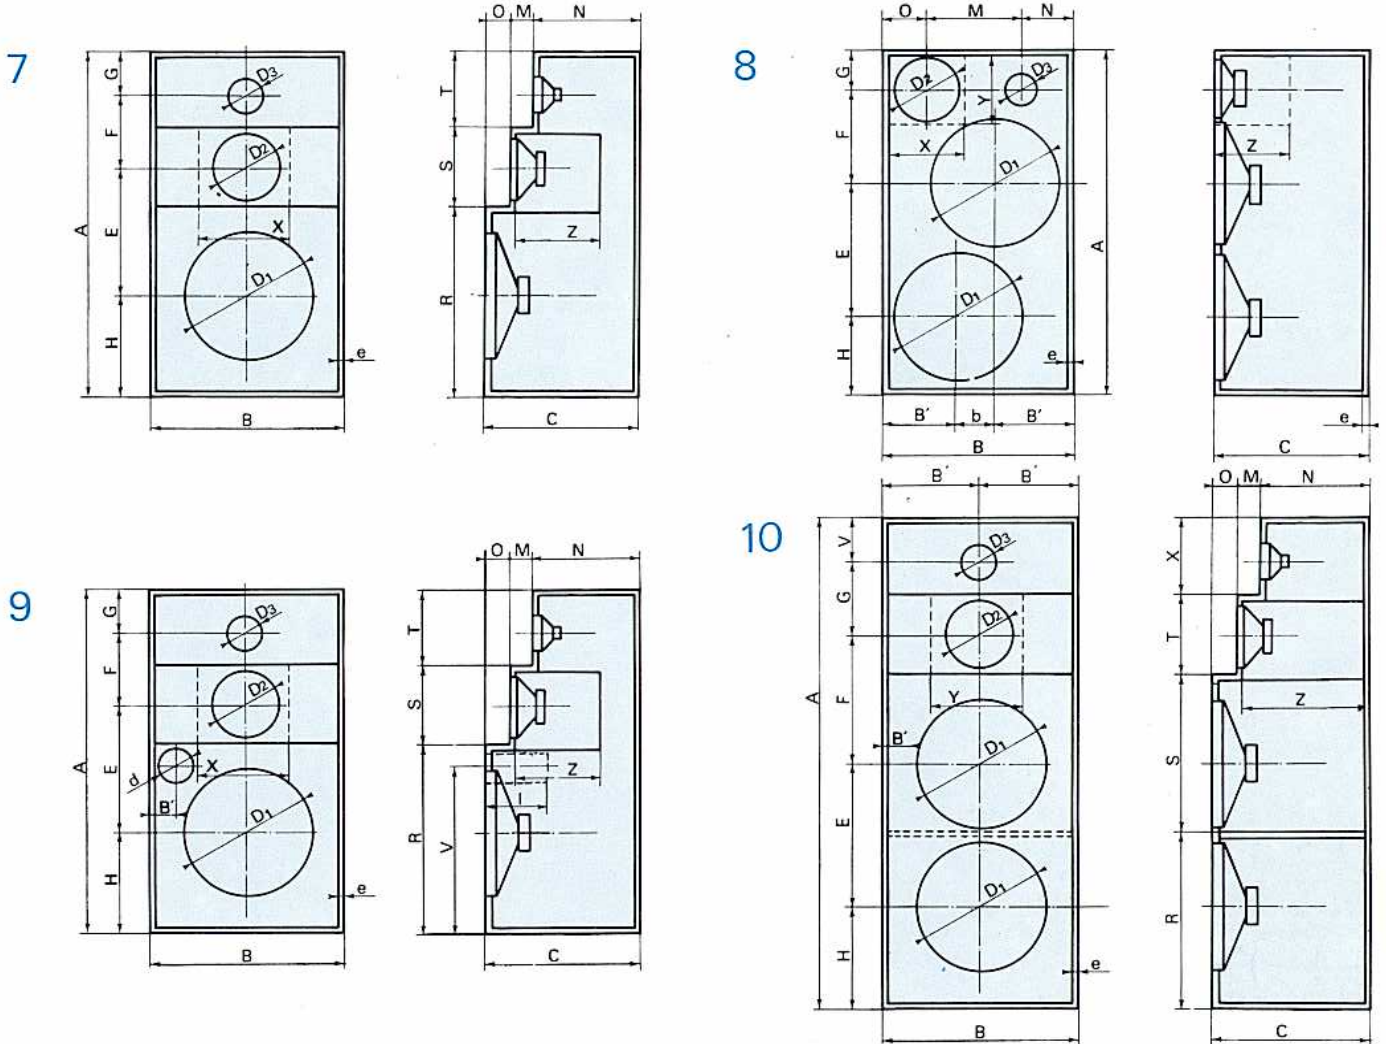 7
G
F
E
A
H
D3
D2
X
D1
e
B
O M N
T
S
Z
R
C
8
O M N
G
F
E
H
D2
D3
Y
X
D1
D1
A
e
B' b B'
B
Z
e
C
9
G
F
E
A
H
D3
D2
d
X
B'
D1
e
B
O M N
T
S
Z
l
R
V
C
10
B' B'
V
G
F
A
E
H
D3
D2
Y
B'
D1
D1
e
B
O M N
X
T
Z
S
R
C